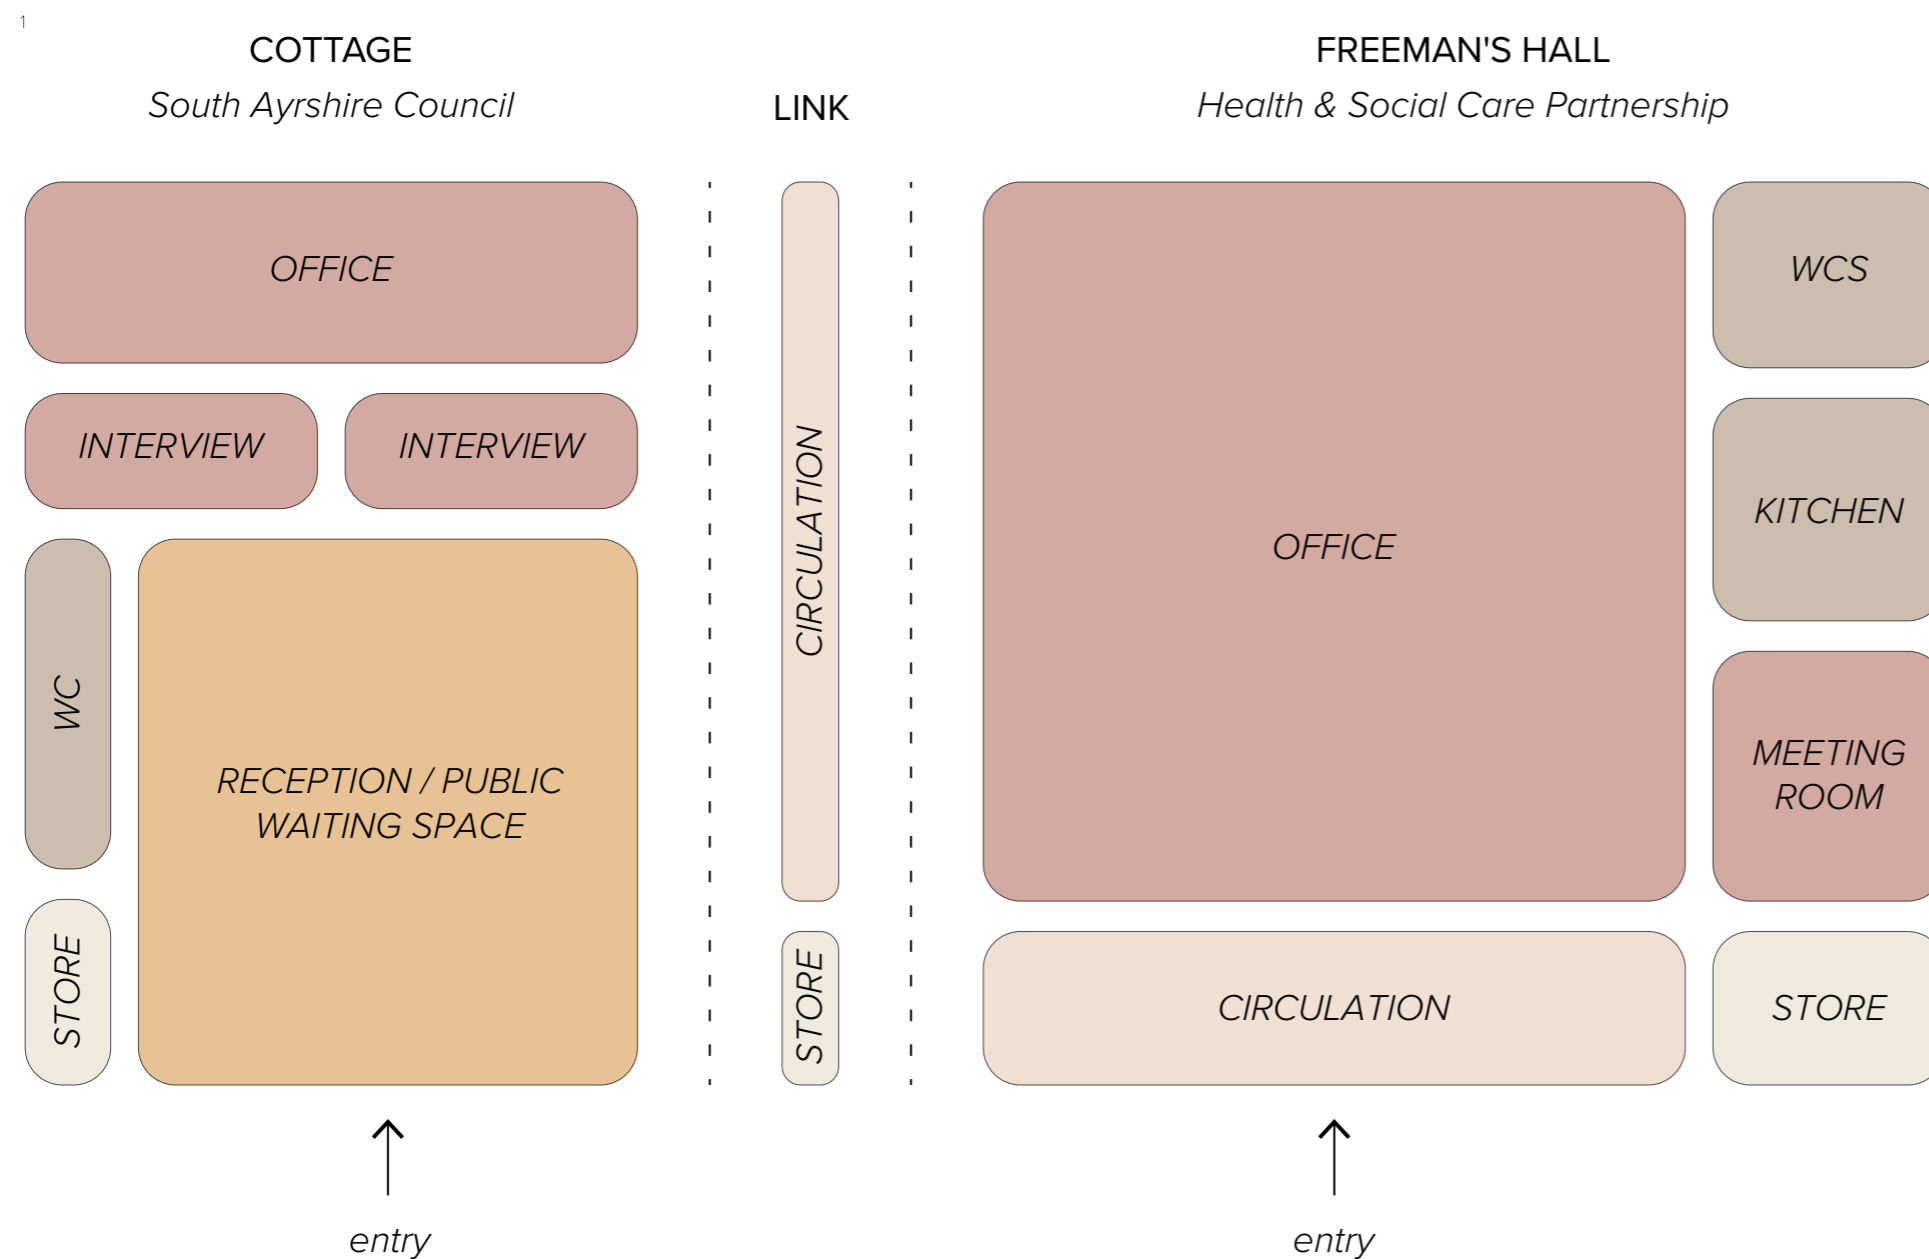 1
COTTAGE
South Ayrshire Council
LINK
FREEMAN'S HALL
Health & Social Care Partnership
OFFICE
INTERVIEW
INTERVIEW
WC
RECEPTION / PUBLIC
WAITING SPACE
STORE
entry
CIRCULATION
STORE
OFFICE
WCS
KITCHEN
MEETING
ROOM
CIRCULATION
STORE
entry